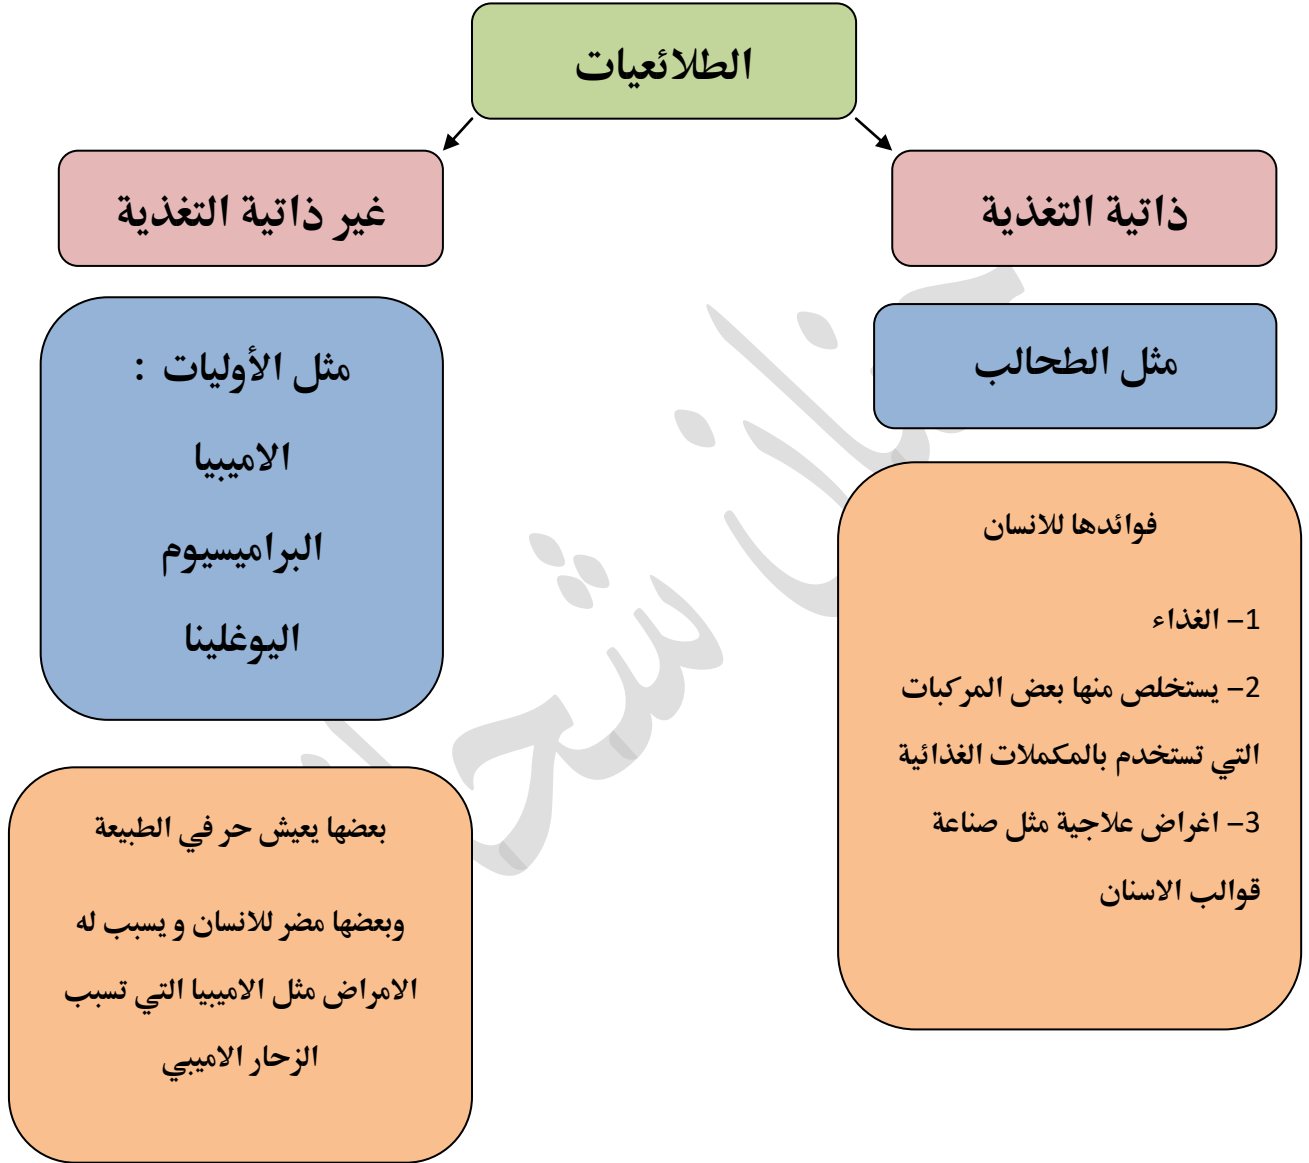 الطلائعيات
ذاتية التغذية
مثل الطحالب
فوائدها للانسان
1– الغذاء
2– يستخلص منها بعض المركبات
التي تستخدم بالمكملات الغذائية
3– اغراض علاجية مثل صناعة
قوالب الاسنان
غير ذاتية التغذية
مثل الأوليات :
الاميبيا
البراميسيوم
اليوغلينا
بعضها يعيش حر في الطبيعة
وبعضها مضر للانسان و يسبب له
الامراض مثل الاميبيا التي تسبب
الزحار الاميبي